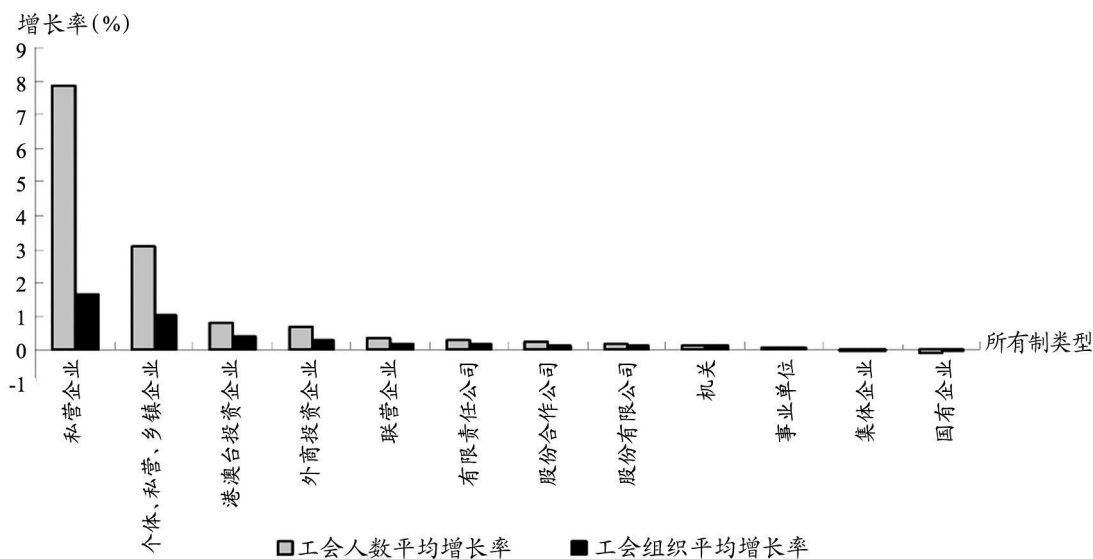 增长率(%)
9
8
7
6
5
4
3
2
1
0
-1
所有制类型
私营企业
个体、私营、乡镇企业
港澳台投资企业
外商投资企业
联营企业
有限责任公司
股份合作公司
股份有限公司
机关
事业单位
集体企业
国有企业
工会人数平均增长率
工会组织平均增长率